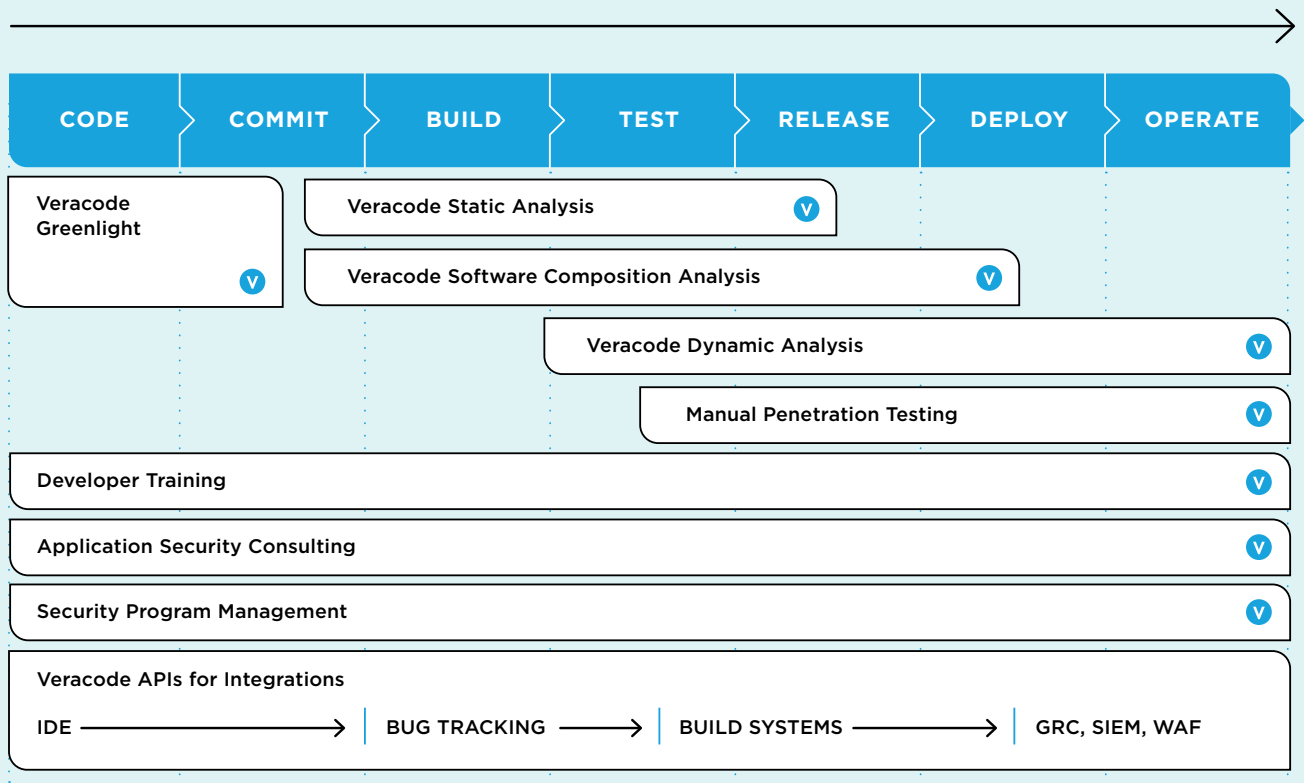 CODE
COMMIT
BUILD
TEST
RELEASE
DEPLOY
OPERATE
Veracode
Greenlight
V
Veracode Static Analysis
V
Veracode Software Composition Analysis
V
Veracode Dynamic Analysis
V
Manual Penetration Testing
V
Developer Training
V
Application Security Consulting
V
Security Program Management
V
Veracode APIs for Integrations
IDE
BUG TRACKING
BUILD SYSTEMS
GRC, SIEM, WAF